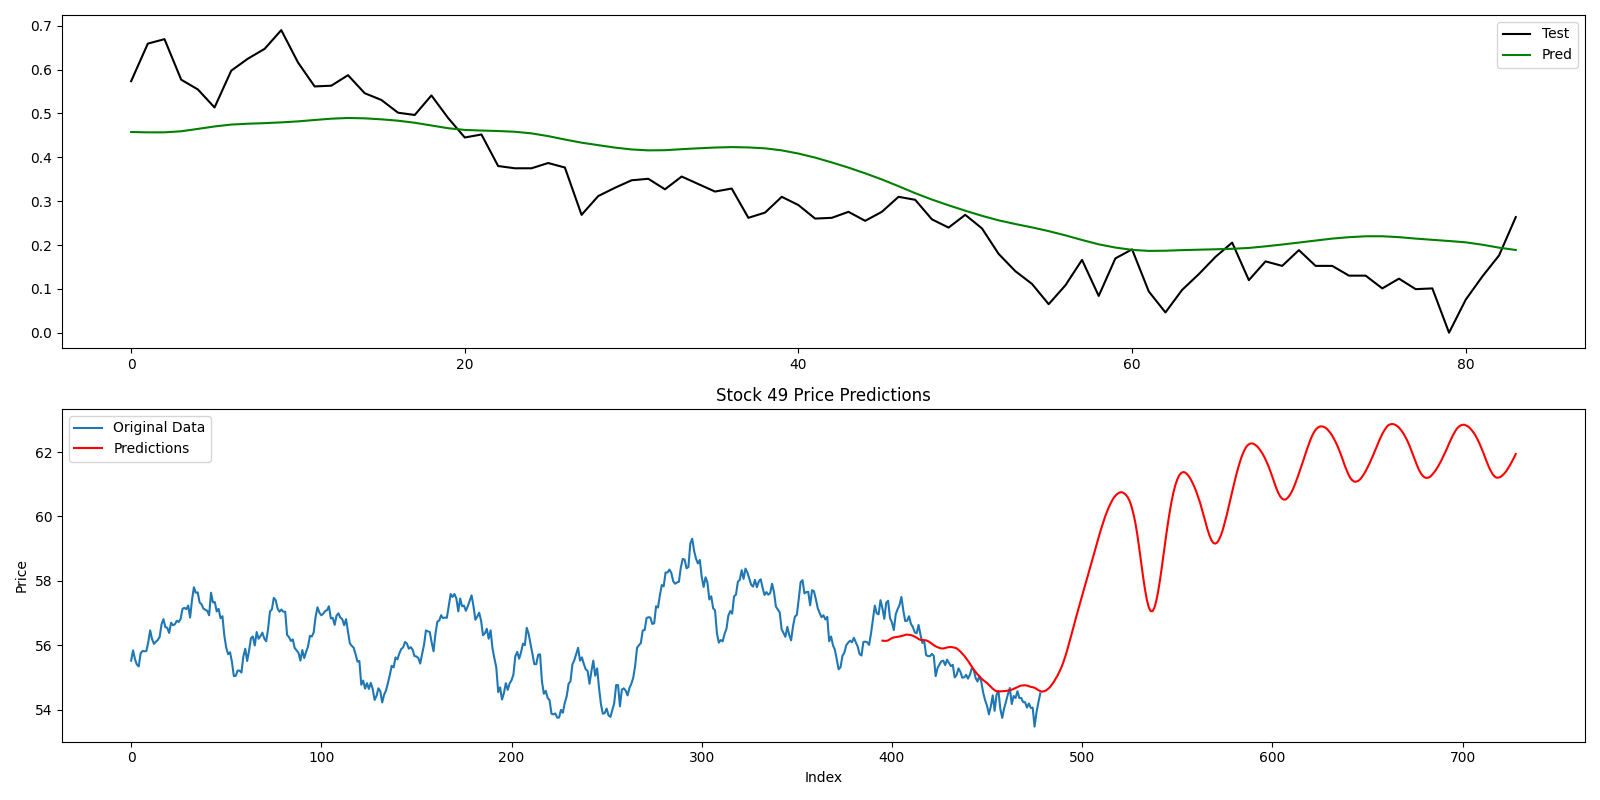 0.7
0.6
0.5
0.4
0.3
0.2
0.1
0.0
Test
Pred
0 20 40 60 80
Stock 49 Price Predictions
Original Data
Predictions
Price
62
60
58
56
54
0 100 200 300 400 500 600 700
Index